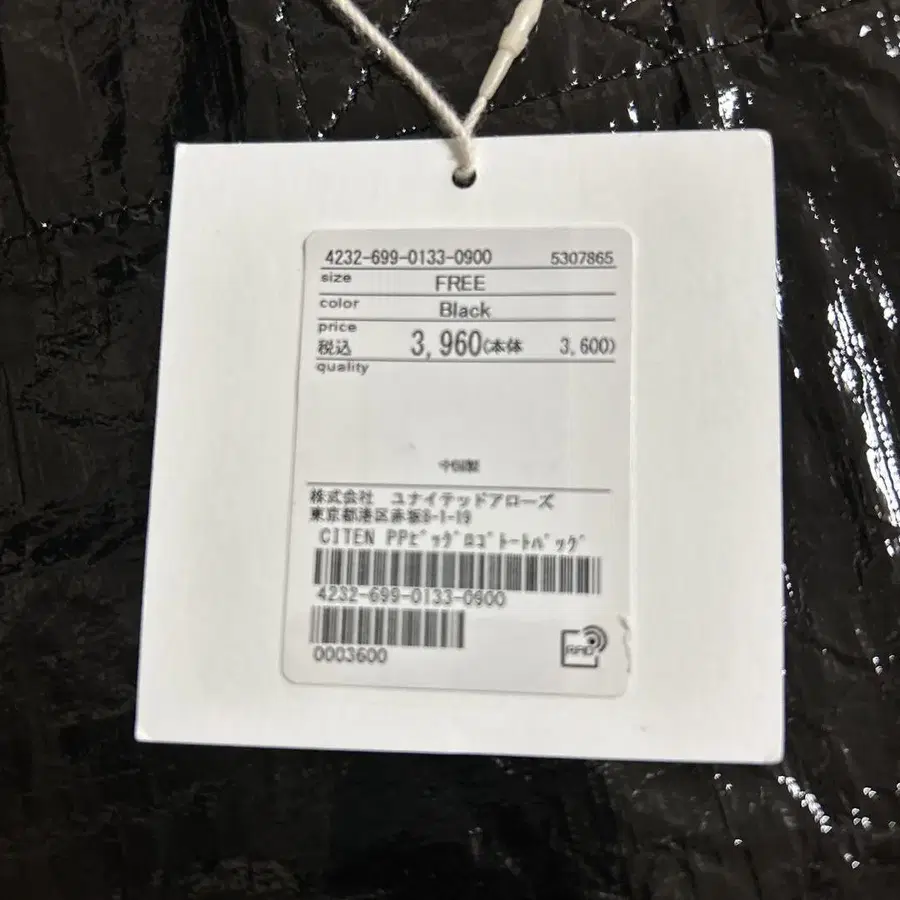 4232-699-0133-0900 5307865
size FREE
color Black
price
税込 3,960(本体 3,600)
quality
中国製
株式会社 ユナイテッドアローズ
東京都港区赤坂8-1-19
CITEN PPビッグロゴトートバッグ
4232-699-0133-0900
0003600
RFID